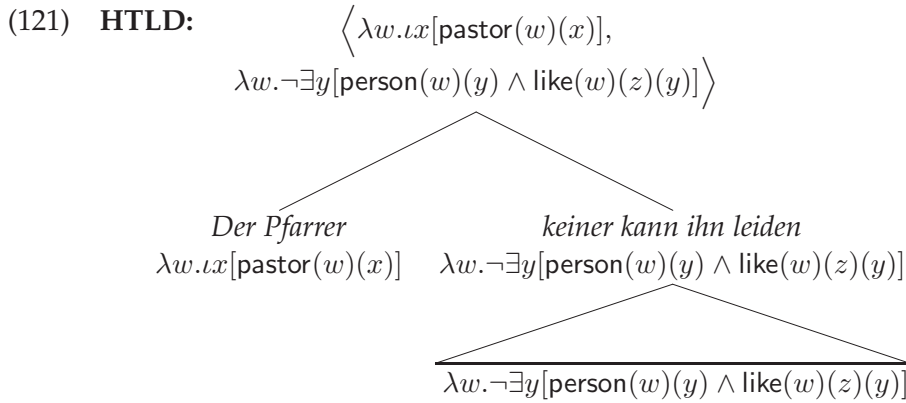 (121) HTLD: ⟨λw.ιx[pastor(w)(x)],
λw.¬∃y[person(w)(y) ∧ like(w)(z)(y)]⟩
Der Pfarrer keiner kann ihn leiden
λw.ιx[pastor(w)(x)] λw.¬∃y[person(w)(y) ∧ like(w)(z)(y)]
λw.¬∃y[person(w)(y) ∧ like(w)(z)(y)]